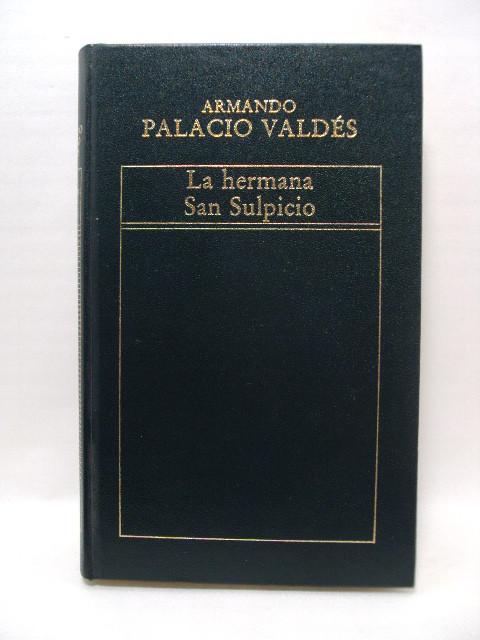 ARMANDO
PALACIO VALDÉS
La hermana
San Sulpicio